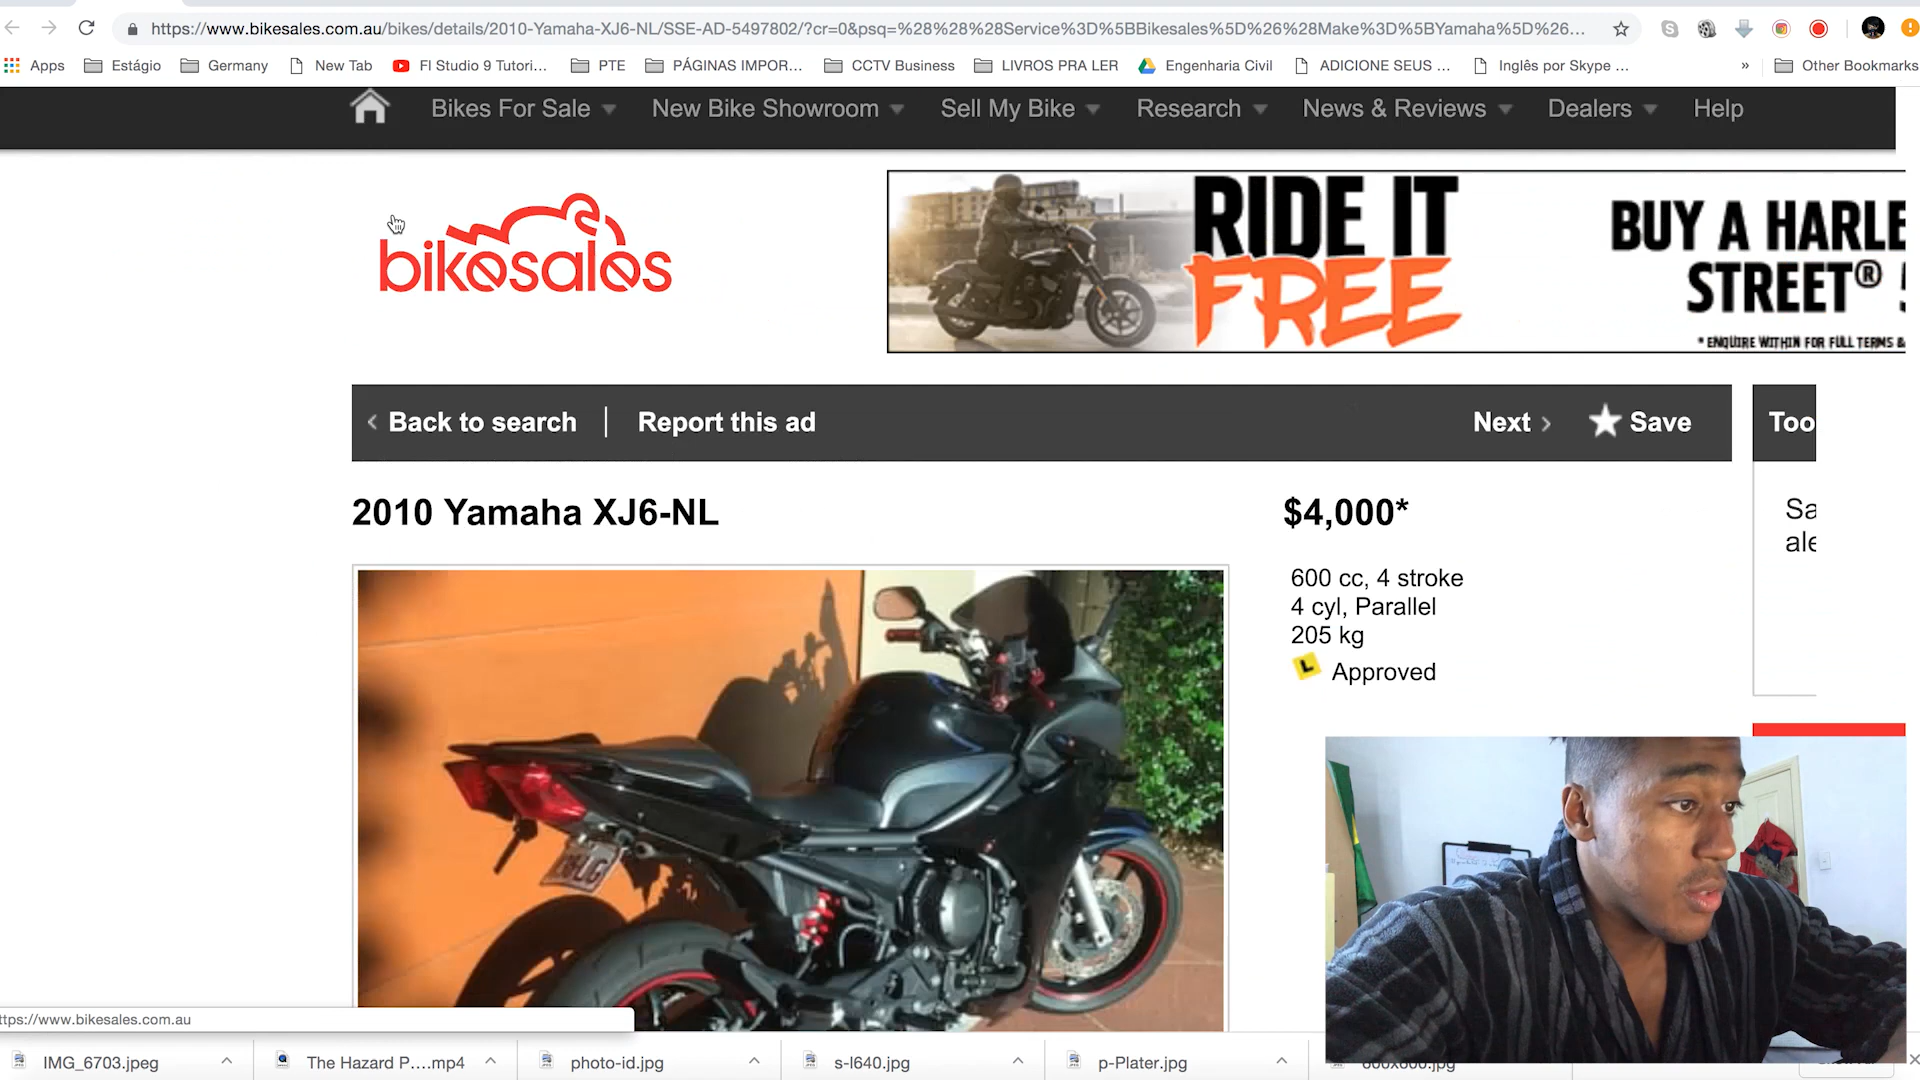 https://www.bikesales.com.au/bikes/details/2010-Yamaha-XJ6-NL/SSE-AD-5497802/?cr=0&psq=%28%28%28Service%3D%5BBikesales%5D%26%28Make%3D%5BYamaha%5D%26...
Apps Estágio Germany New Tab Fl Studio 9 Tutori... PTE PÁGINAS IMPOR... CCTV Business LIVROS PRA LER Engenharia Civil ADICIONE SEUS ... Inglês por Skype ... » Other Bookmarks
Bikes For Sale New Bike Showroom Sell My Bike Research News & Reviews Dealers Help
bikesales
RIDE IT
FREE
BUY A HARLE
STREET®
* ENQUIRE WITHIN FOR FULL TERMS &
Back to search | Report this ad Next Save Too
2010 Yamaha XJ6-NL $4,000*
Sa
ale
600 cc, 4 stroke
4 cyl, Parallel
205 kg
L Approved
ttps://www.bikesales.com.au
IMG_6703.jpeg The Hazard P....mp4 photo-id.jpg s-l640.jpg p-Plater.jpg